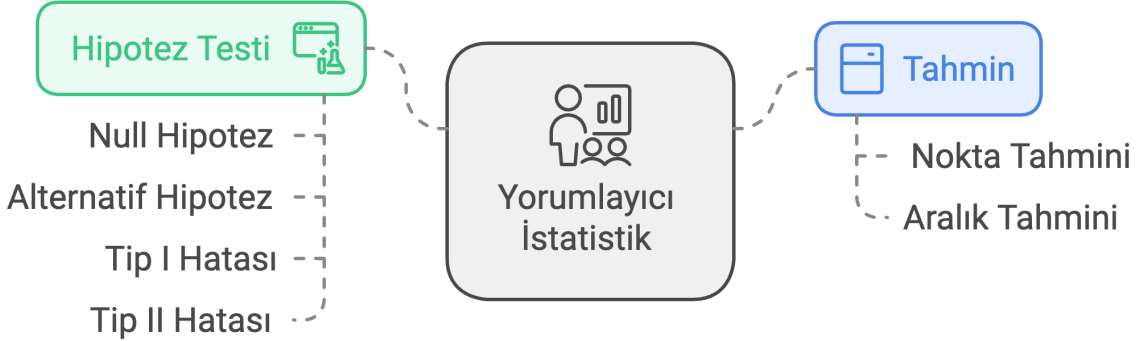 Hipotez Testi
Null Hipotez
Alternatif Hipotez
Tip I Hatası
Tip II Hatası
Yorumlayıcı
İstatistik
Tahmin
Nokta Tahmini
Aralık Tahmini